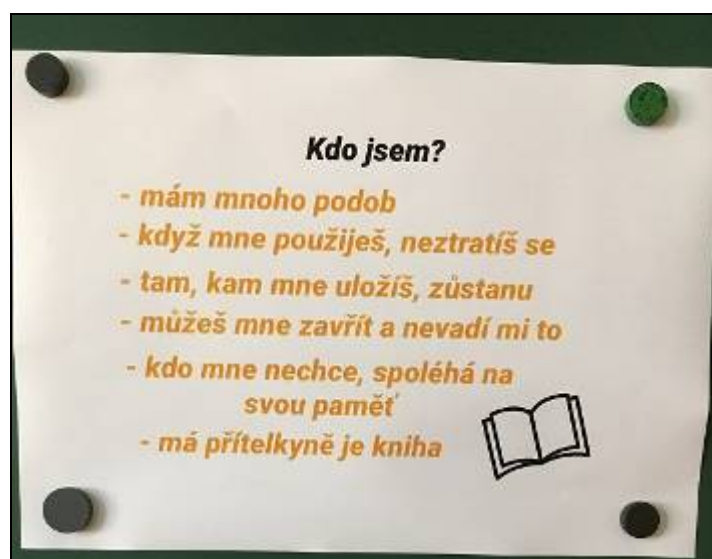 Kdo jsem?
- mám mnoho podob
- když mne použiješ, neztratíš se
- tam, kam mne uložíš, zůstanu
- můžeš mne zavřít a nevadí mi to
- kdo mne nechce, spoléhá na
svou paměť
- má přítelkyně je kniha